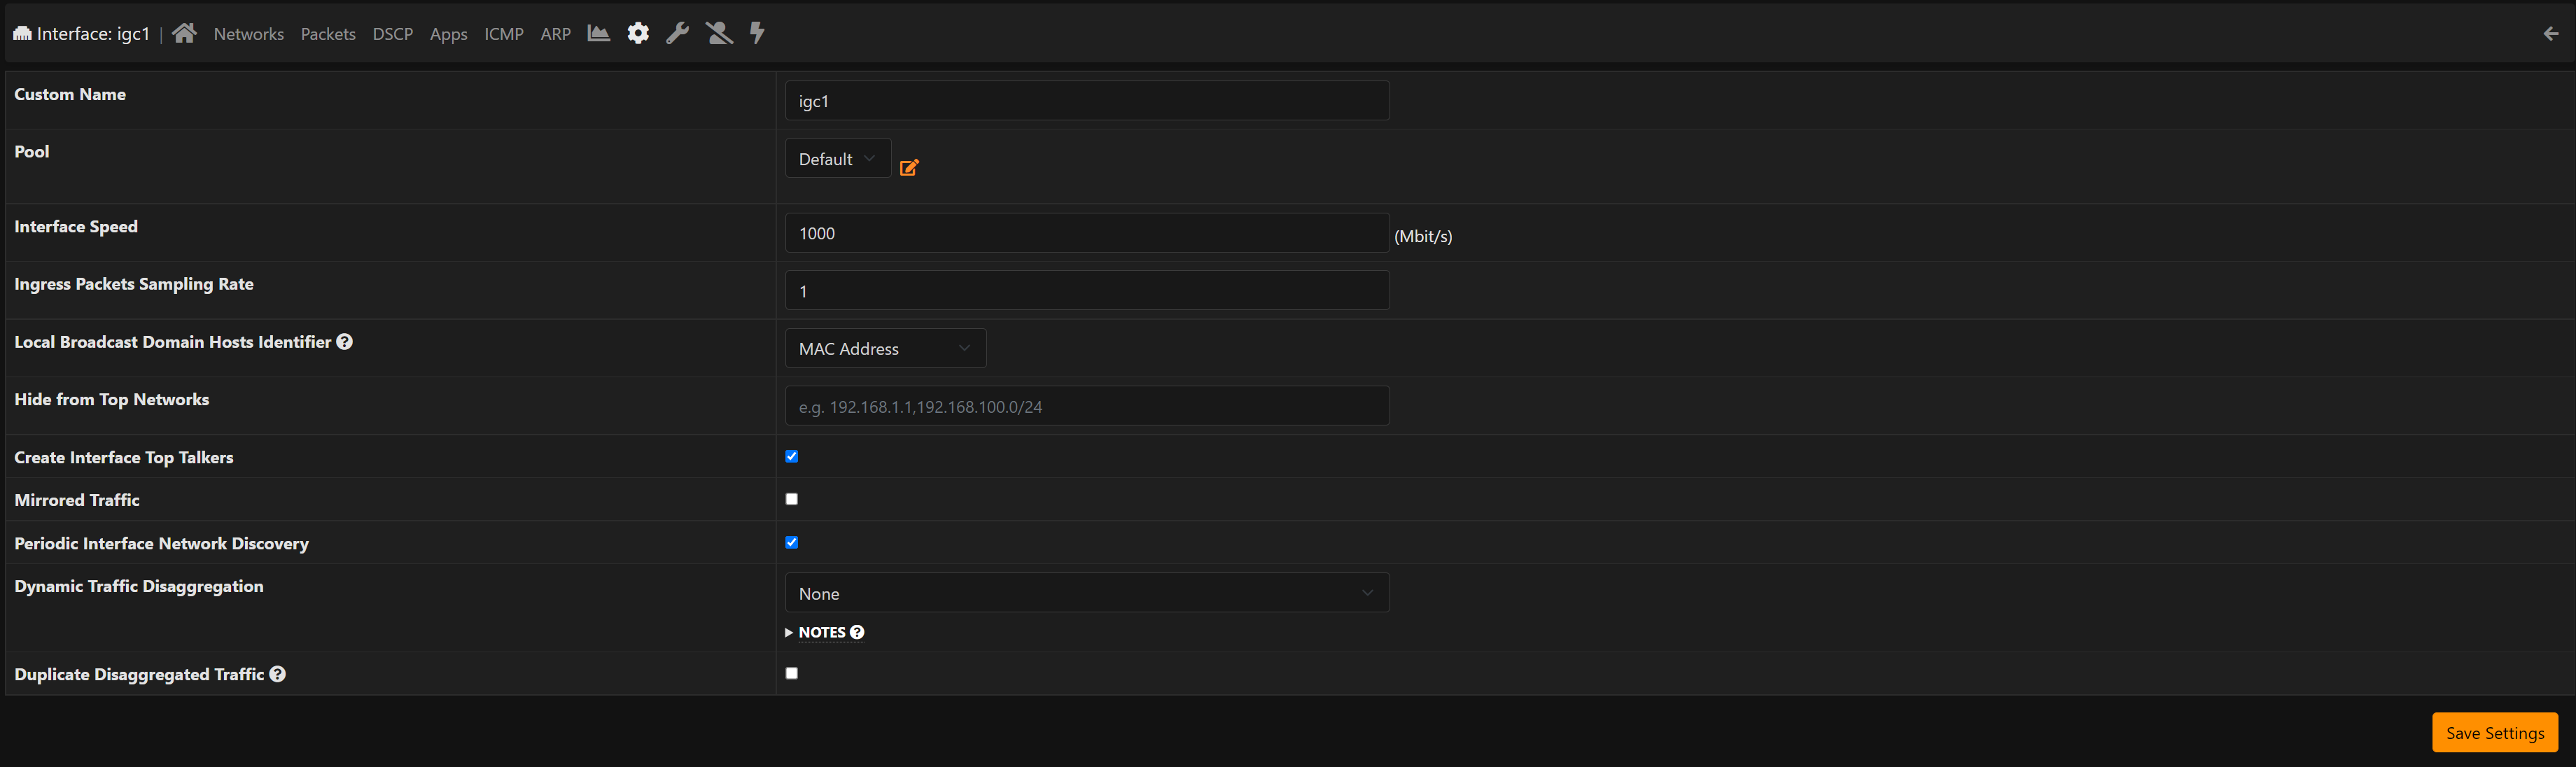 Interface: igc1 | Networks Packets DSCP Apps ICMP ARP
Custom Name igc1
Pool Default
Interface Speed 1000 (Mbit/s)
Ingress Packets Sampling Rate 1
Local Broadcast Domain Hosts Identifier ? MAC Address
Hide from Top Networks e.g. 192.168.1.1,192.168.100.0/24
Create Interface Top Talkers
Mirrored Traffic
Periodic Interface Network Discovery
Dynamic Traffic Disaggregation None
NOTES ?
Duplicate Disaggregated Traffic ?
Save Settings